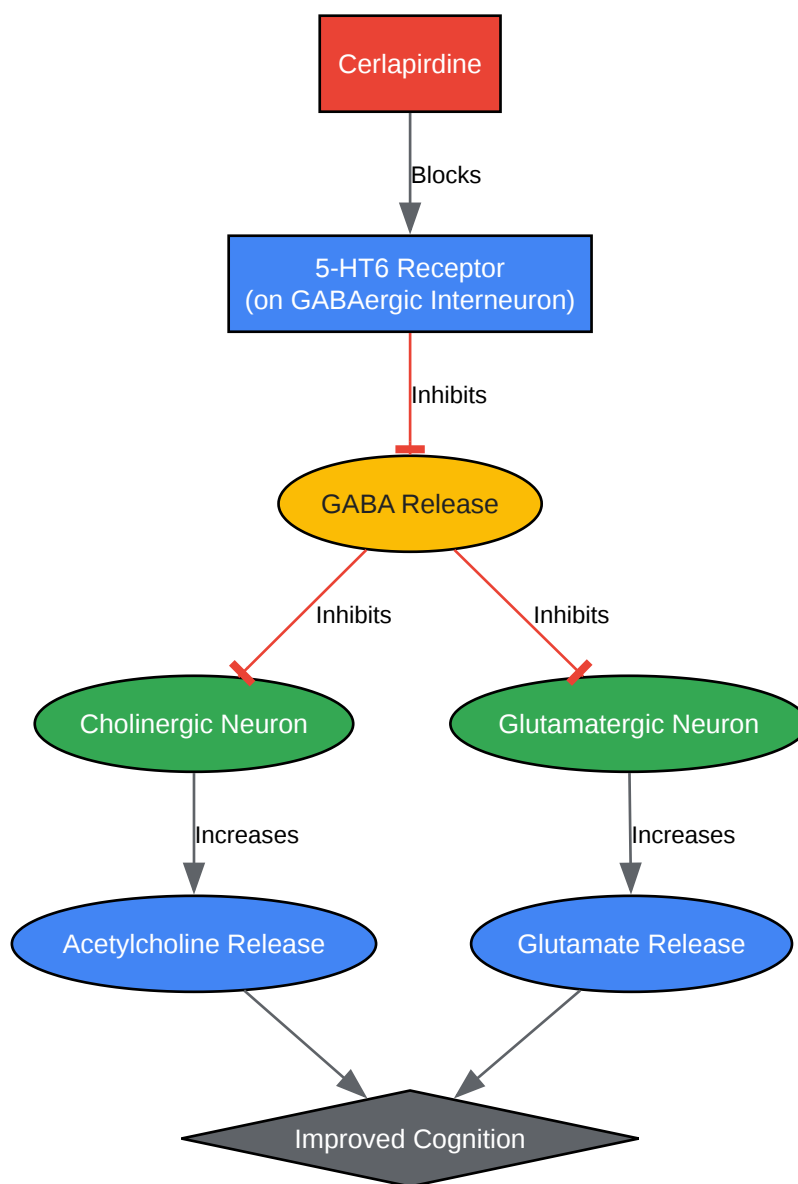 Cerlapirdine
Blocks
5-HT6 Receptor
(on GABAergic Interneuron)
Inhibits
GABA Release
Inhibits
Inhibits
Cholinergic Neuron
Glutamatergic Neuron
Increases
Increases
Acetylcholine Release
Glutamate Release
Improved Cognition